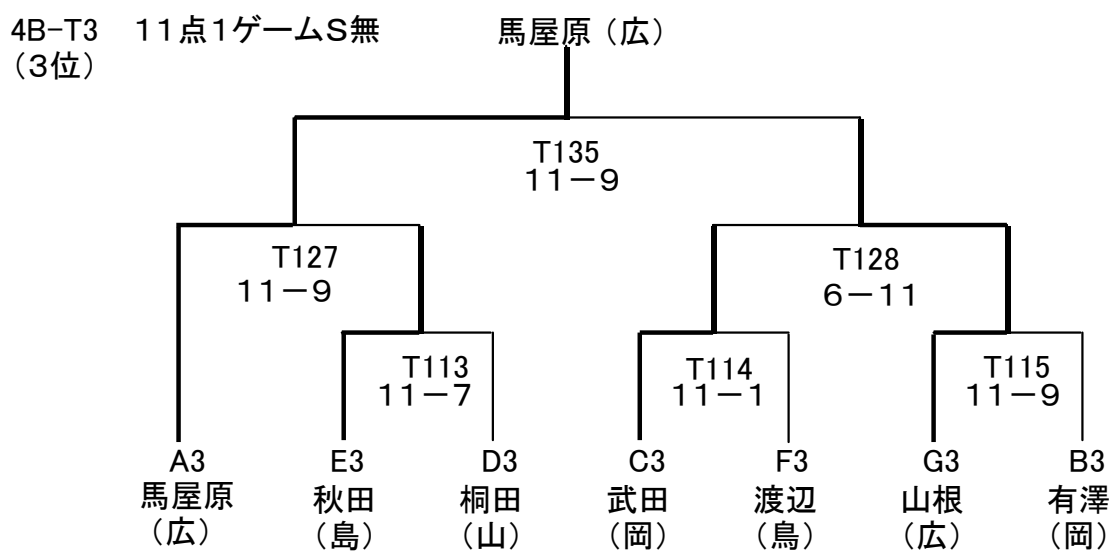 4B-T3　11点1ゲームS無
（3位）
馬屋原（広）
T135
11－9
T127
11－9
T128
6－11
T113
11－7
T114
11－1
T115
11－9
A3
馬屋原
（広）
E3
秋田
（島）
D3
桐田
（山）
C3
武田
（岡）
F3
渡辺
（鳥）
G3
山根
（広）
B3
有澤
（岡）